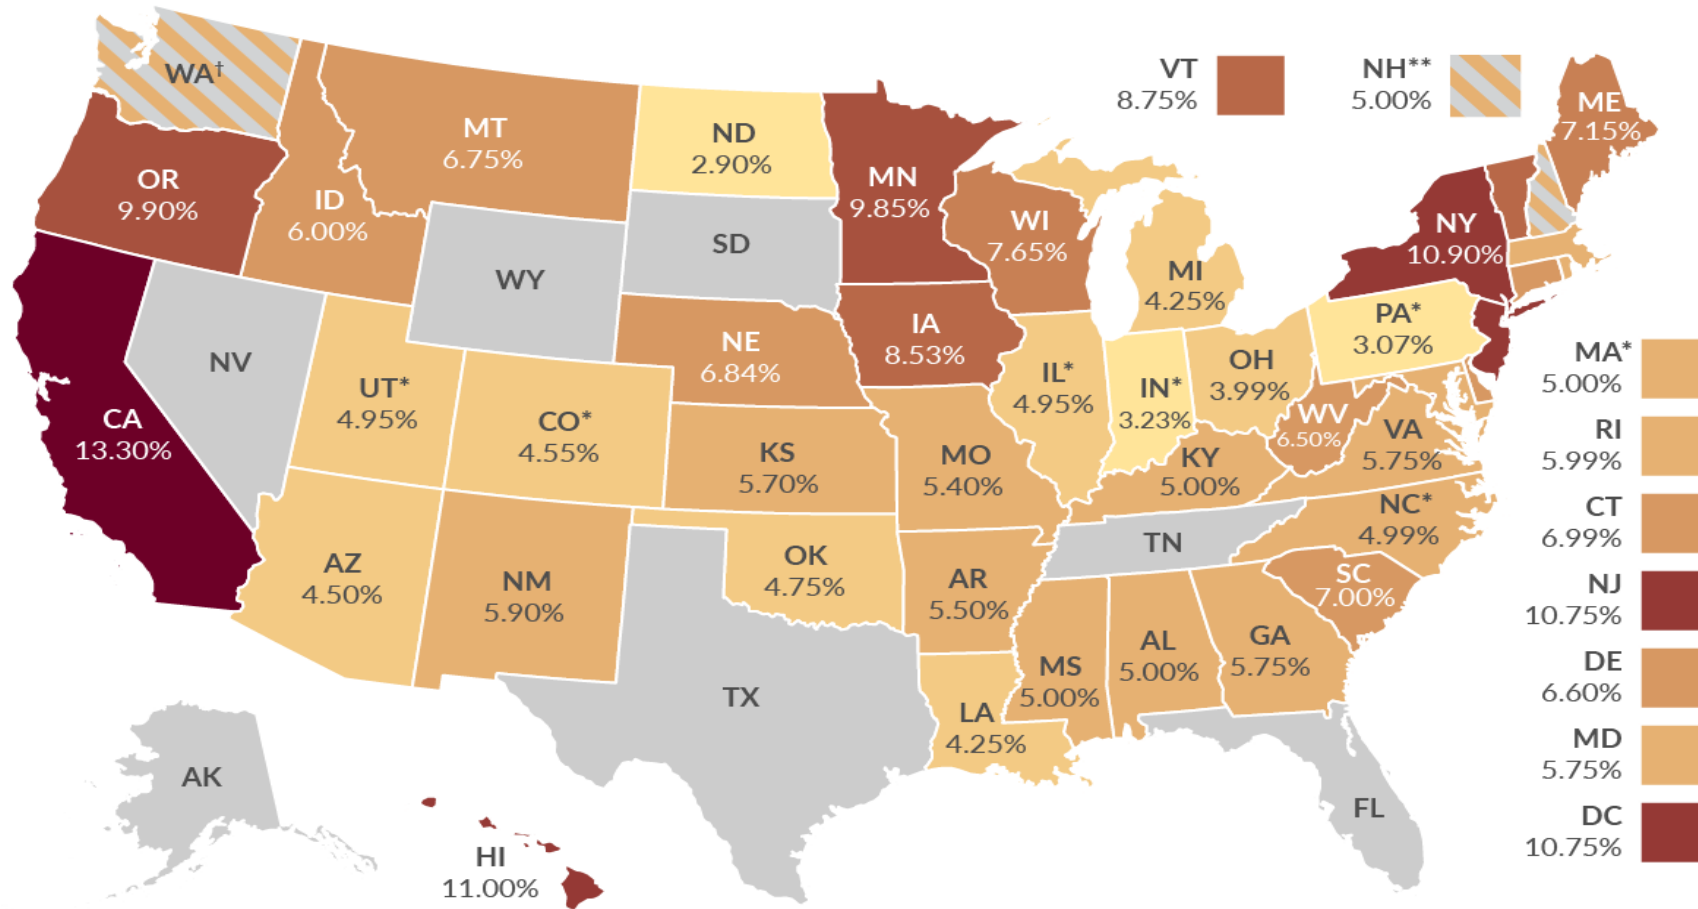 WA†
VT
8.75%
NH**
5.00%
ME
7.15%
MT
6.75%
ND
2.90%
MN
9.85%
OR
9.90%
ID
6.00%
WI
7.65%
NY
10.90%
SD
WY
MI
4.25%
NV
NE
6.84%
IA
8.53%
PA*
3.07%
UT*
4.95%
CO*
4.55%
IL*
4.95%
IN*
3.23%
OH
3.99%
WV
6.50%
VA
5.75%
CA
13.30%
KS
5.70%
MO
5.40%
KY
5.00%
NC*
4.99%
TN
AZ
4.50%
NM
5.90%
OK
4.75%
AR
5.50%
SC
7.00%
MS
5.00%
AL
5.00%
GA
5.75%
TX
LA
4.25%
FL
AK
HI
11.00%
MA*
5.00%
RI
5.99%
CT
6.99%
NJ
10.75%
DE
6.60%
MD
5.75%
DC
10.75%